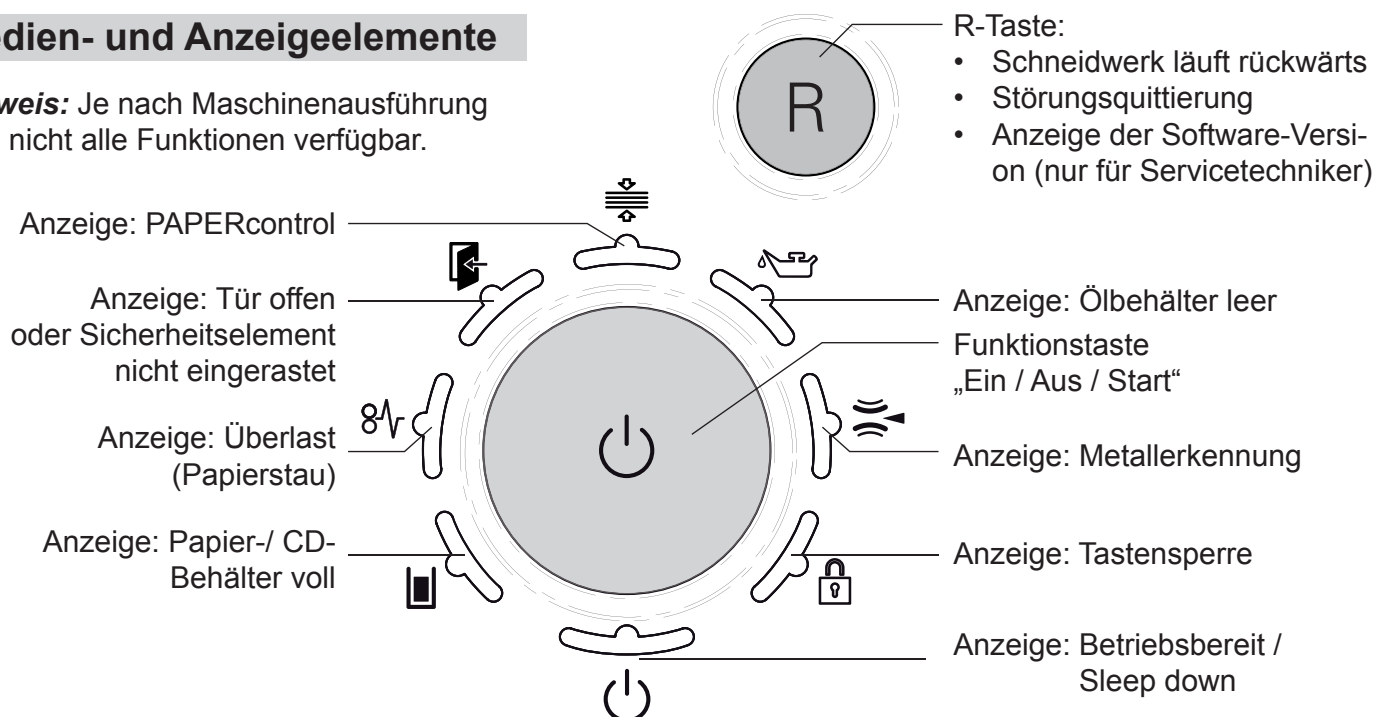 edien- und Anzeigeelemente
weis: Je nach Maschinenausführung
nicht alle Funktionen verfügbar.
R-Taste:
• Schneidwerk läuft rückwärts
• Störungsquittierung
• Anzeige der Software-Versi-
on (nur für Servicetechniker)
R
Anzeige: PAPERcontrol
Anzeige: Tür offen
oder Sicherheitselement
nicht eingerastet
Anzeige: Überlast
(Papierstau)
Anzeige: Papier-/ CD-
Behälter voll
Anzeige: Ölbehälter leer
Funktionstaste
„Ein / Aus / Start“
Anzeige: Metallerkennung
Anzeige: Tastensperre
Anzeige: Betriebsbereit /
Sleep down